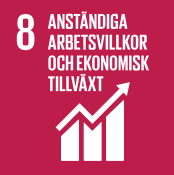 8 ANSTÄNDIGA
ARBETSVILLKOR
OCH EKONOMISK
TILLVÄXT